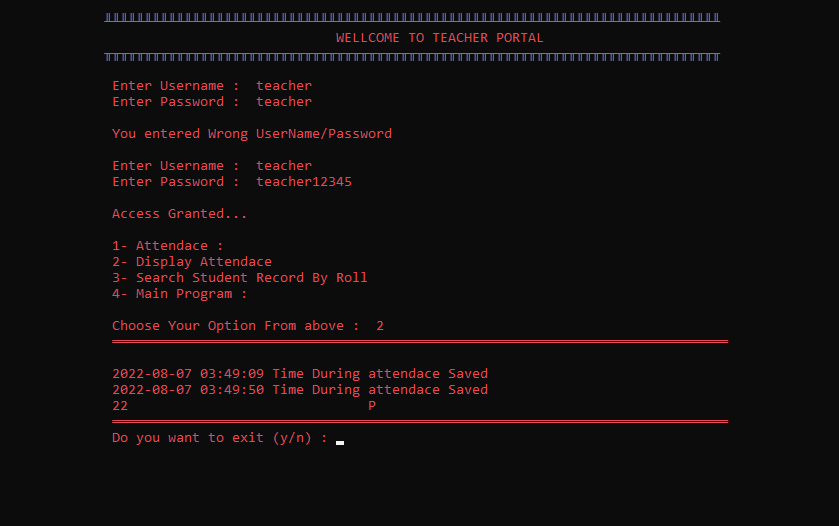 WELLCOME TO TEACHER PORTAL
Enter Username :  teacher
Enter Password :  teacher
You entered Wrong UserName/Password
Enter Username :  teacher
Enter Password :  teacher12345
Access Granted...
1- Attendace :
2- Display Attendace
3- Search Student Record By Roll
4- Main Program :
Choose Your Option From above :  2
2022-08-07 03:49:09 Time During attendace Saved
2022-08-07 03:49:50 Time During attendace Saved
22                              P
Do you want to exit (y/n) :